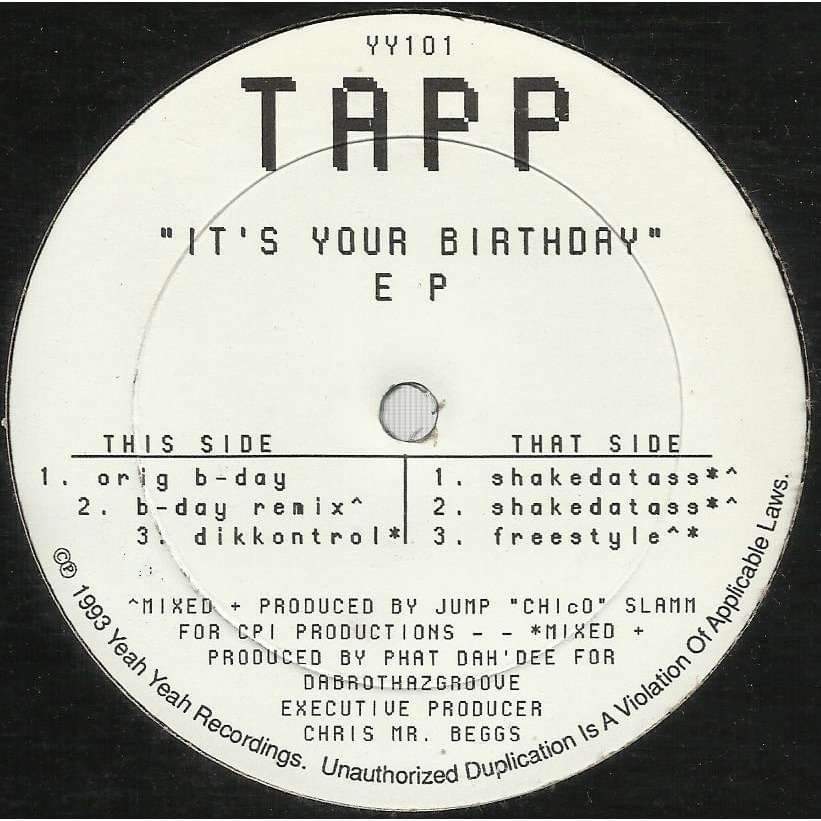 YY101
TAPP
"IT'S YOUR BIRTHDAY"
EP
THIS SIDE
1. orig b-day
2. b-day remix^
3. dikkontrol*
THAT SIDE
1. shakedatass*^
2. shakedatass*^
3. freestyle^*
^MIXED + PRODUCED BY JUMP "CHIcO" SLAMM
FOR CPI PRODUCTIONS - - *MIXED +
PRODUCED BY PHAT DAH'DEE FOR
DABROTHAZGROOVE
EXECUTIVE PRODUCER
CHRIS MR. BEGGS
©℗ 1993 Yeah Yeah Recordings. Unauthorized Duplication Is A Violation Of Applicable Laws.